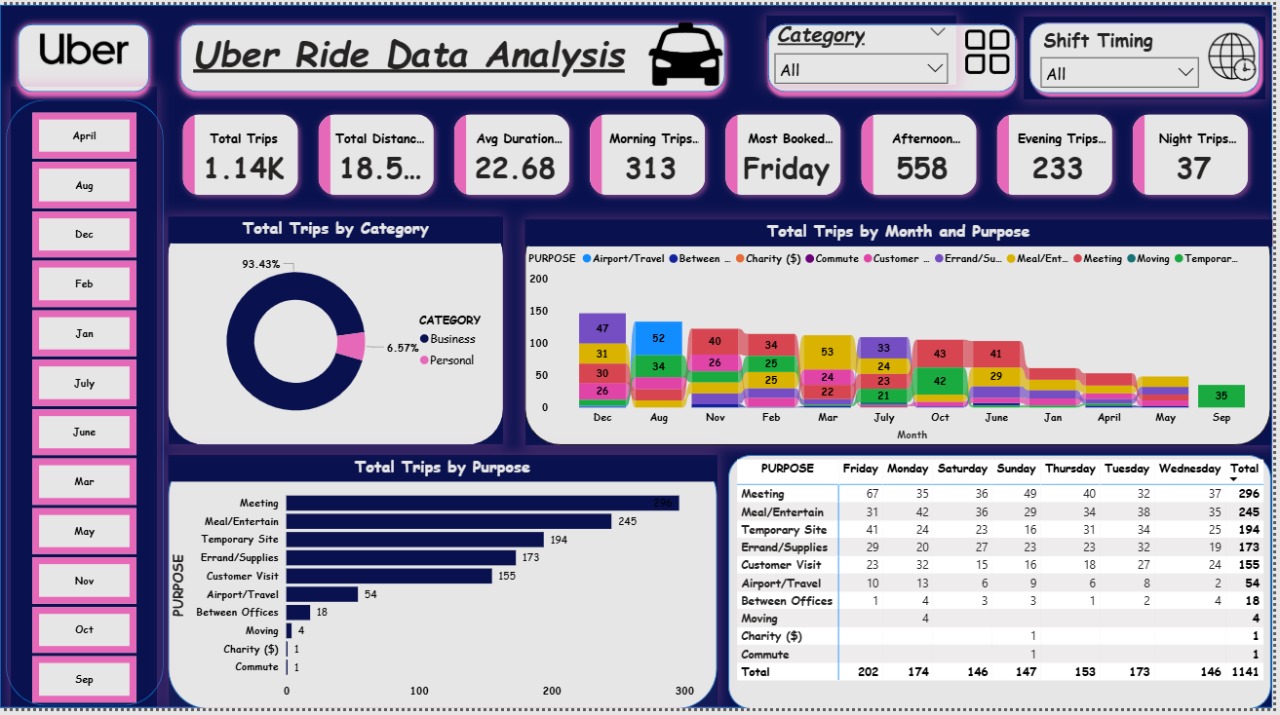 Uber
Uber Ride Data Analysis
Category
All
Shift Timing
All
April
Aug
Dec
Feb
Jan
July
June
Mar
May
Nov
Oct
Sep
Total Trips
1.14K
Total Distanc...
18.5...
Avg Duration...
22.68
Morning Trips...
313
Most Booked...
Friday
Afternoon...
558
Evening Trips...
233
Night Trips...
37
Total Trips by Category
93.43%
6.57%
CATEGORY
Business
Personal
Total Trips by Month and Purpose
PURPOSE Airport/Travel Between ... Charity ($) Commute Customer ... Errand/Su... Meal/Ent... Meeting Moving Temporar...
200
150
100
50
0
47
31
30
26
52
34
40
26
34
25
25
53
24
22
33
24
23
21
43
42
41
29
35
Dec Aug Nov Feb Mar July Oct June Jan April May Sep
Month
Total Trips by Purpose
PURPOSE
Meeting 296
Meal/Entertain 245
Temporary Site 194
Errand/Supplies 173
Customer Visit 155
Airport/Travel 54
Between Offices 18
Moving 4
Charity ($) 1
Commute 1
0 100 200 300
PURPOSE Friday Monday Saturday Sunday Thursday Tuesday Wednesday Total
Meeting 67 35 36 49 40 32 37 296
Meal/Entertain 31 42 36 29 34 38 35 245
Temporary Site 41 24 23 16 31 34 25 194
Errand/Supplies 29 20 27 23 23 32 19 173
Customer Visit 23 32 15 16 18 27 24 155
Airport/Travel 10 13 6 9 6 8 2 54
Between Offices 1 4 3 3 1 2 4 18
Moving 4 4
Charity ($) 1 1
Commute 1 1
Total 202 174 146 147 153 173 146 1141